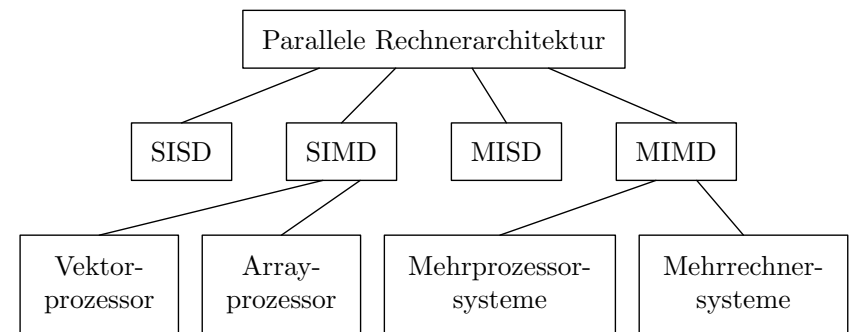 Parallele Rechnerarchitektur
SISD
SIMD
MISD
MIMD
Vektor-
prozessor
Array-
prozessor
Mehrprozessor-
systeme
Mehrrechner-
systeme